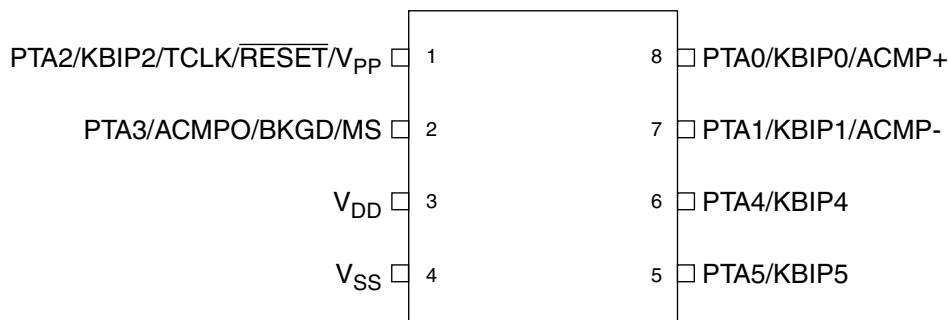 PTA2/KBIP2/TCLK/RESET/VPP 1 8 PTA0/KBIP0/ACMP+
PTA3/ACMPO/BKGD/MS 2 7 PTA1/KBIP1/ACMP-
VDD 3 6 PTA4/KBIP4
VSS 4 5 PTA5/KBIP5